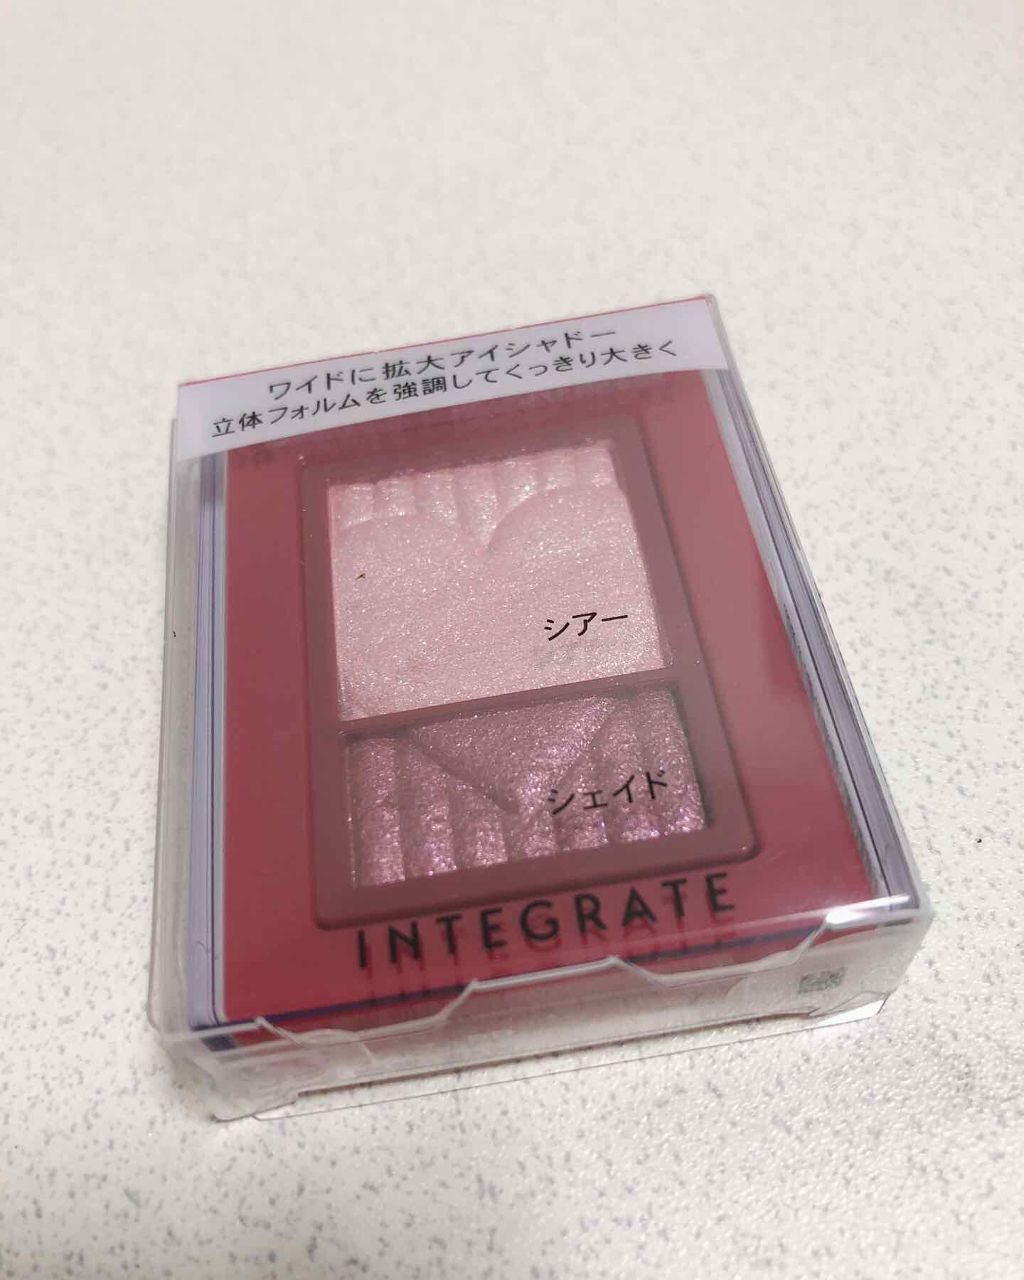 ワイドに拡大アイシャドー
立体フォルムを強調してくっきり大きく
シアー
シェイド
INTEGRATE